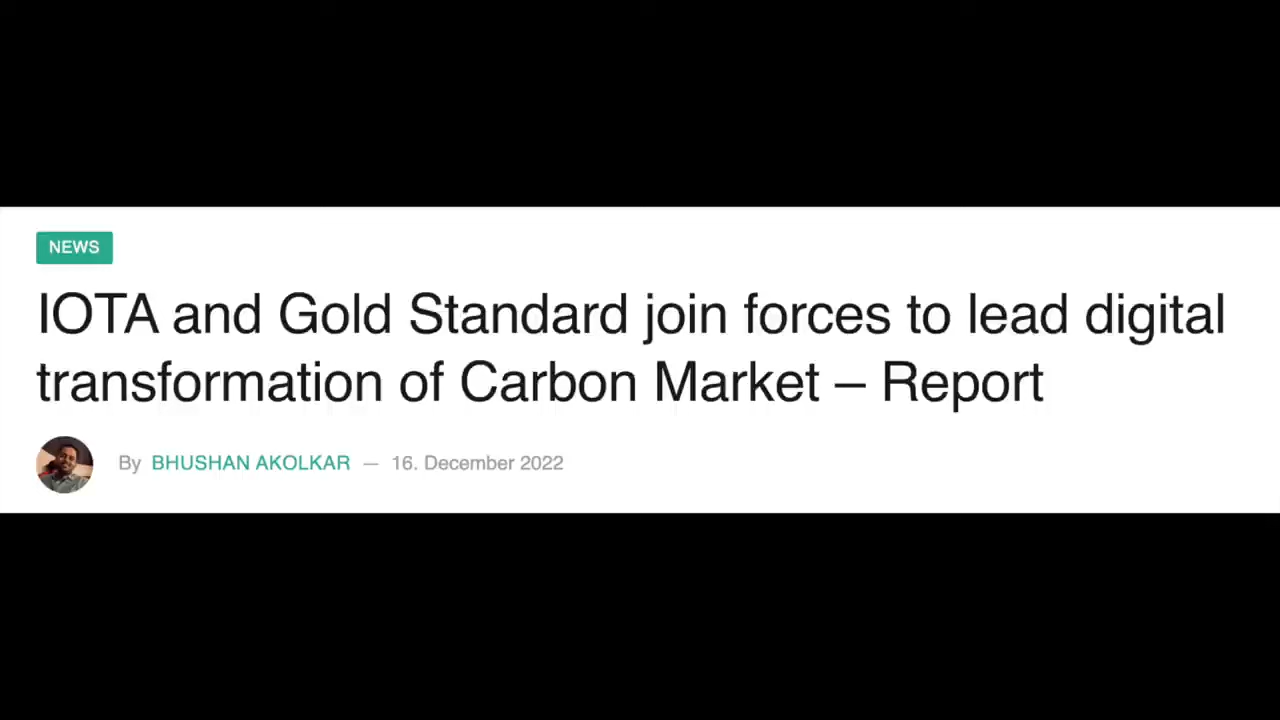 NEWS
IOTA and Gold Standard join forces to lead digital
transformation of Carbon Market – Report
By BHUSHAN AKOLKAR — 16. December 2022